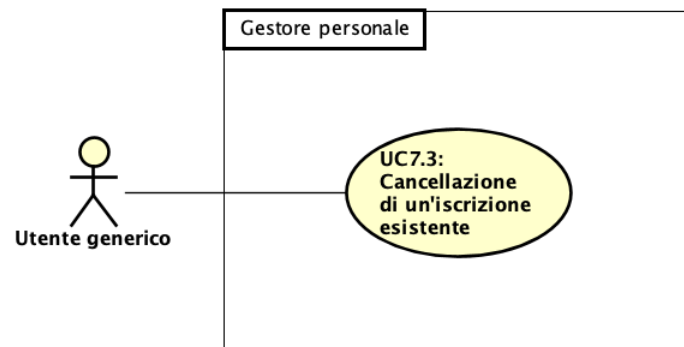 Gestore personale
UC7.3:
Cancellazione
di un'iscrizione
esistente
Utente generico